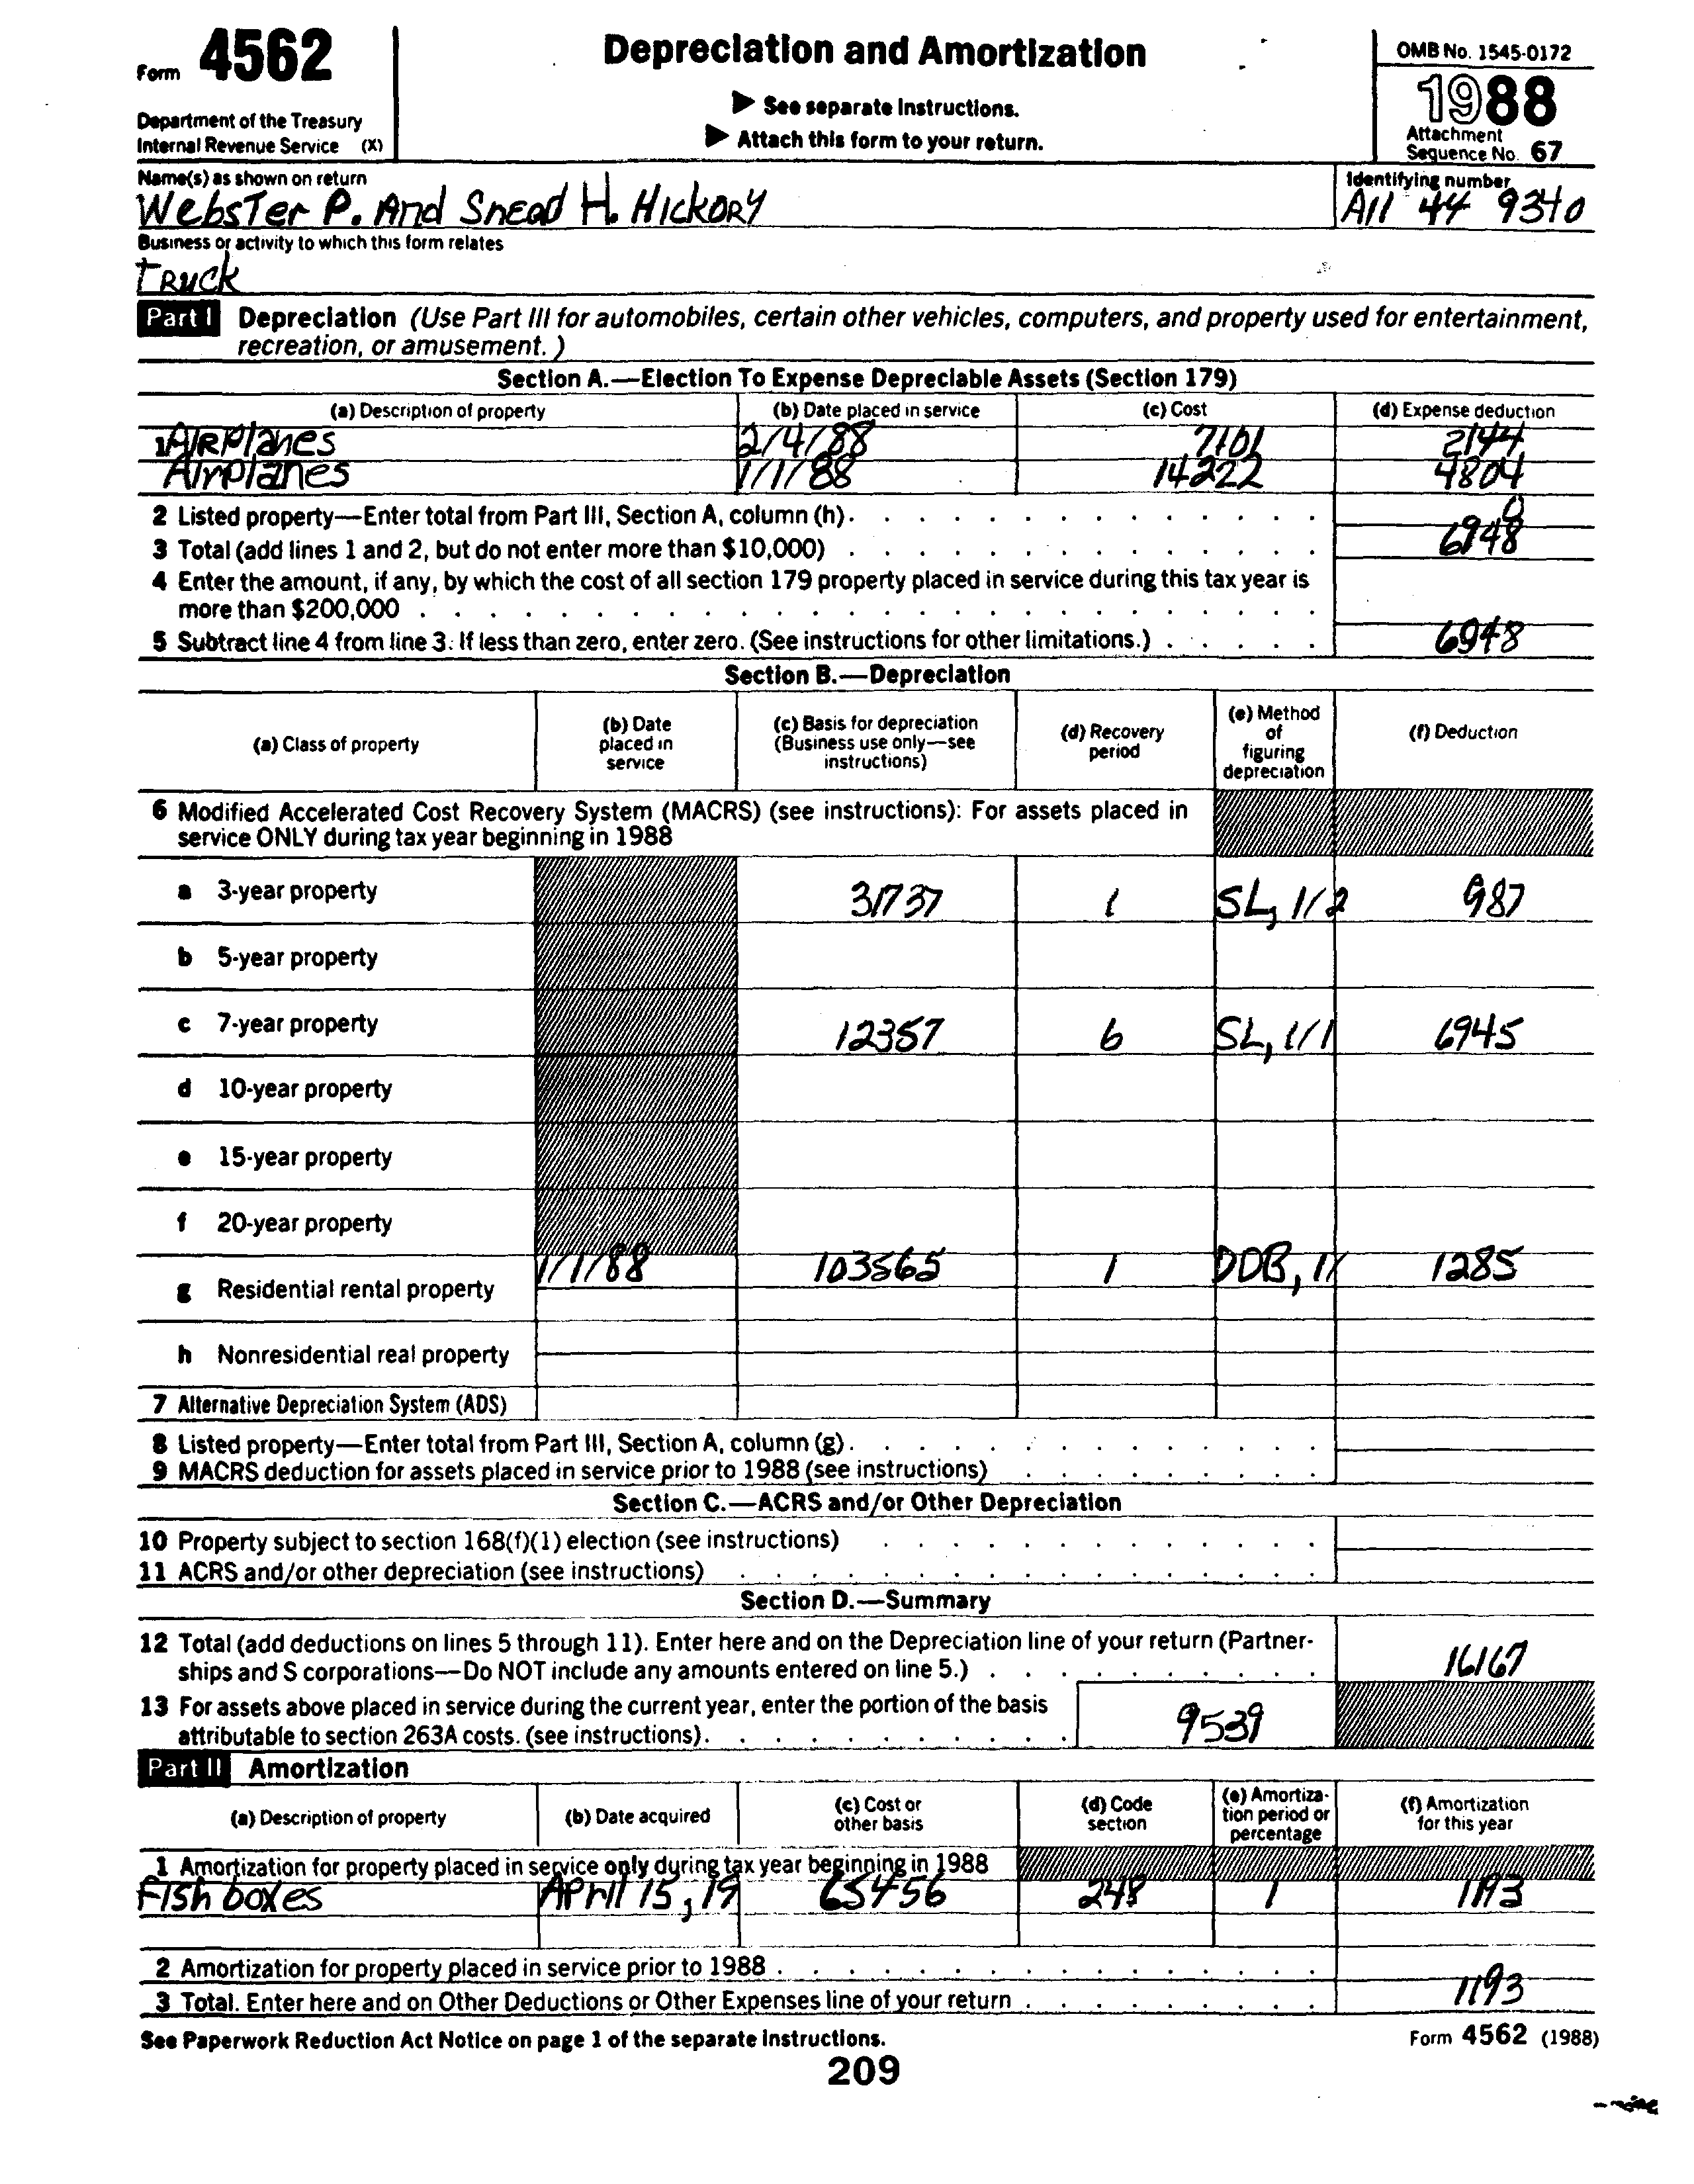 Form 4562
Department of the Treasury
Internal Revenue Service (X)
Depreciation and Amortization
▶ See separate Instructions.
▶ Attach this form to your return.
OMB No. 1545-0172
1988
Attachment
Sequence No. 67
Name(s) as shown on return
Webster P. And Snead H. Hickory
Identifying number
All 44 9340
Business or activity to which this form relates
Truck
Part I Depreciation (Use Part III for automobiles, certain other vehicles, computers, and property used for entertainment,
recreation, or amusement.)
Section A.—Election To Expense Depreciable Assets (Section 179)
(a) Description of property (b) Date placed in service (c) Cost (d) Expense deduction
1 Airplanes 2/4/88 7101 2144
Airplanes 1/1/88 14222 4804
2 Listed property—Enter total from Part III, Section A, column (h). 0
3 Total (add lines 1 and 2, but do not enter more than $10,000) 6948
4 Enter the amount, if any, by which the cost of all section 179 property placed in service during this tax year is
more than $200,000
5 Subtract line 4 from line 3. If less than zero, enter zero. (See instructions for other limitations.) 6948
Section B.—Depreciation
(a) Class of property (b) Date placed in service (c) Basis for depreciation (Business use only—see instructions) (d) Recovery period (e) Method of figuring depreciation (f) Deduction
6 Modified Accelerated Cost Recovery System (MACRS) (see instructions): For assets placed in
service ONLY during tax year beginning in 1988
a 3-year property 31737 1 SL, 1/2 987
b 5-year property
c 7-year property 12357 6 SL, 1/1 6945
d 10-year property
e 15-year property
f 20-year property
g Residential rental property 1/1/88 103565 1 DDB, 1/ 1285
h Nonresidential real property
7 Alternative Depreciation System (ADS)
8 Listed property—Enter total from Part III, Section A, column (g).
9 MACRS deduction for assets placed in service prior to 1988 (see instructions)
Section C.—ACRS and/or Other Depreciation
10 Property subject to section 168(f)(1) election (see instructions)
11 ACRS and/or other depreciation (see instructions)
Section D.—Summary
12 Total (add deductions on lines 5 through 11). Enter here and on the Depreciation line of your return (Partner-
ships and S corporations—Do NOT include any amounts entered on line 5.) 16167
13 For assets above placed in service during the current year, enter the portion of the basis
attributable to section 263A costs. (see instructions). 9539
Part II Amortization
(a) Description of property (b) Date acquired (c) Cost or other basis (d) Code section (e) Amortiza-tion period or percentage (f) Amortization for this year
1 Amortization for property placed in service only during tax year beginning in 1988
Fish boxes April 15, 19 65456 248 1 1193
2 Amortization for property placed in service prior to 1988
3 Total. Enter here and on Other Deductions or Other Expenses line of your return 1193
See Paperwork Reduction Act Notice on page 1 of the separate Instructions.
Form 4562 (1988)
209